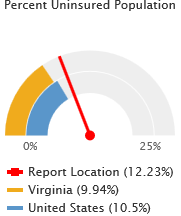 Percent Uninsured Population
0%
25%
Report Location (12.23%)
Virginia (9.94%)
United States (10.5%)